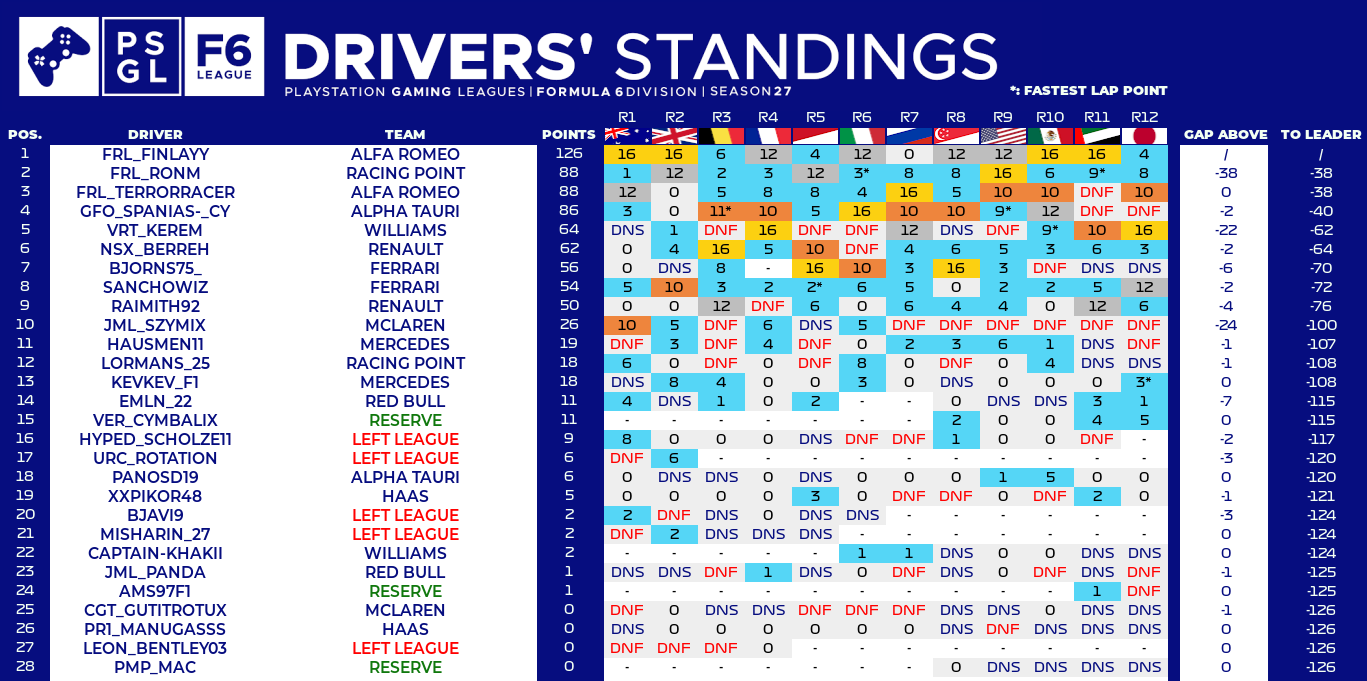 PS
GL
F6
LEAGUE
DRIVERS' STANDINGS
PLAYSTATION GAMING LEAGUES | FORMULA 6 DIVISION | SEASON 27
*: FASTEST LAP POINT
R1 R2 R3 R4 R5 R6 R7 R8 R9 R10 R11 R12
POS. DRIVER TEAM POINTS GAP ABOVE TO LEADER
1 FRL_FINLAYY ALFA ROMEO 126 16 16 6 12 4 12 0 12 12 16 16 4 / /
2 FRL_RONM RACING POINT 88 1 12 2 3 12 3* 8 8 16 6 9* 8 -38 -38
3 FRL_TERRORRACER ALFA ROMEO 88 12 0 5 8 8 4 16 5 10 10 DNF 10 0 -38
4 GFO_SPANIAS-_CY ALPHA TAURI 86 3 0 11* 10 5 16 10 10 9* 12 DNF DNF -2 -40
5 VRT_KEREM WILLIAMS 64 DNS 1 DNF 16 DNF DNF 12 DNS DNF 9* 10 16 -22 -62
6 NSX_BERREH RENAULT 62 0 4 16 5 10 DNF 4 6 5 3 6 3 -2 -64
7 BJORNS75_ FERRARI 56 0 DNS 8 - 16 10 3 16 3 DNF DNS DNS -6 -70
8 SANCHOWIZ FERRARI 54 5 10 3 2 2* 6 5 0 2 2 5 12 -2 -72
9 RAIMITH92 RENAULT 50 0 0 12 DNF 6 0 6 4 4 0 12 6 -4 -76
10 JML_SZYMIX MCLAREN 26 10 5 DNF 6 DNS 5 DNF DNF DNF DNF DNF DNF -24 -100
11 HAUSMEN11 MERCEDES 19 DNF 3 DNF 4 DNF 0 2 3 6 1 DNS DNF -1 -107
12 LORMANS_25 RACING POINT 18 6 0 DNF 0 DNF 8 0 DNF 0 4 DNS DNS -1 -108
13 KEVKEV_F1 MERCEDES 18 DNS 8 4 0 0 3 0 DNS 0 0 0 3* 0 -108
14 EMLN_22 RED BULL 11 4 DNS 1 0 2 - - 0 DNS DNS 3 1 -7 -115
15 VER_CYMBALIX RESERVE 11 - - - - - - - 2 0 0 4 5 0 -115
16 HYPED_SCHOLZE11 LEFT LEAGUE 9 8 0 0 0 DNS DNF DNF 1 0 0 DNF - -2 -117
17 URC_ROTATION LEFT LEAGUE 6 DNF 6 - - - - - - - - - - -3 -120
18 PANOSD19 ALPHA TAURI 6 0 DNS DNS 0 DNS 0 0 0 1 5 0 0 0 -120
19 XXPIKOR48 HAAS 5 0 0 0 0 3 0 DNF DNF 0 DNF 2 0 -1 -121
20 BJAVI9 LEFT LEAGUE 2 2 DNF DNS 0 DNS DNS - - - - - - -3 -124
21 MISHARIN_27 LEFT LEAGUE 2 DNF 2 DNS DNS DNS - - - - - - - 0 -124
22 CAPTAIN-KHAKII WILLIAMS 2 - - - - - 1 1 DNS 0 0 DNS DNS 0 -124
23 JML_PANDA RED BULL 1 DNS DNS DNF 1 DNS 0 DNF DNS 0 DNF DNS DNF -1 -125
24 AMS97F1 RESERVE 1 - - - - - - - - - - 1 DNF 0 -125
25 CGT_GUTITROTUX MCLAREN 0 DNF 0 DNS DNS DNF DNF DNF DNS DNS 0 DNS DNS -1 -126
26 PR1_MANUGASSS HAAS 0 DNS 0 0 0 0 0 0 DNS DNF DNS DNS DNS 0 -126
27 LEON_BENTLEY03 LEFT LEAGUE 0 DNF DNF DNF 0 - - - - - - - - 0 -126
28 PMP_MAC RESERVE 0 - - - - - - - 0 DNS DNS DNS DNS 0 -126